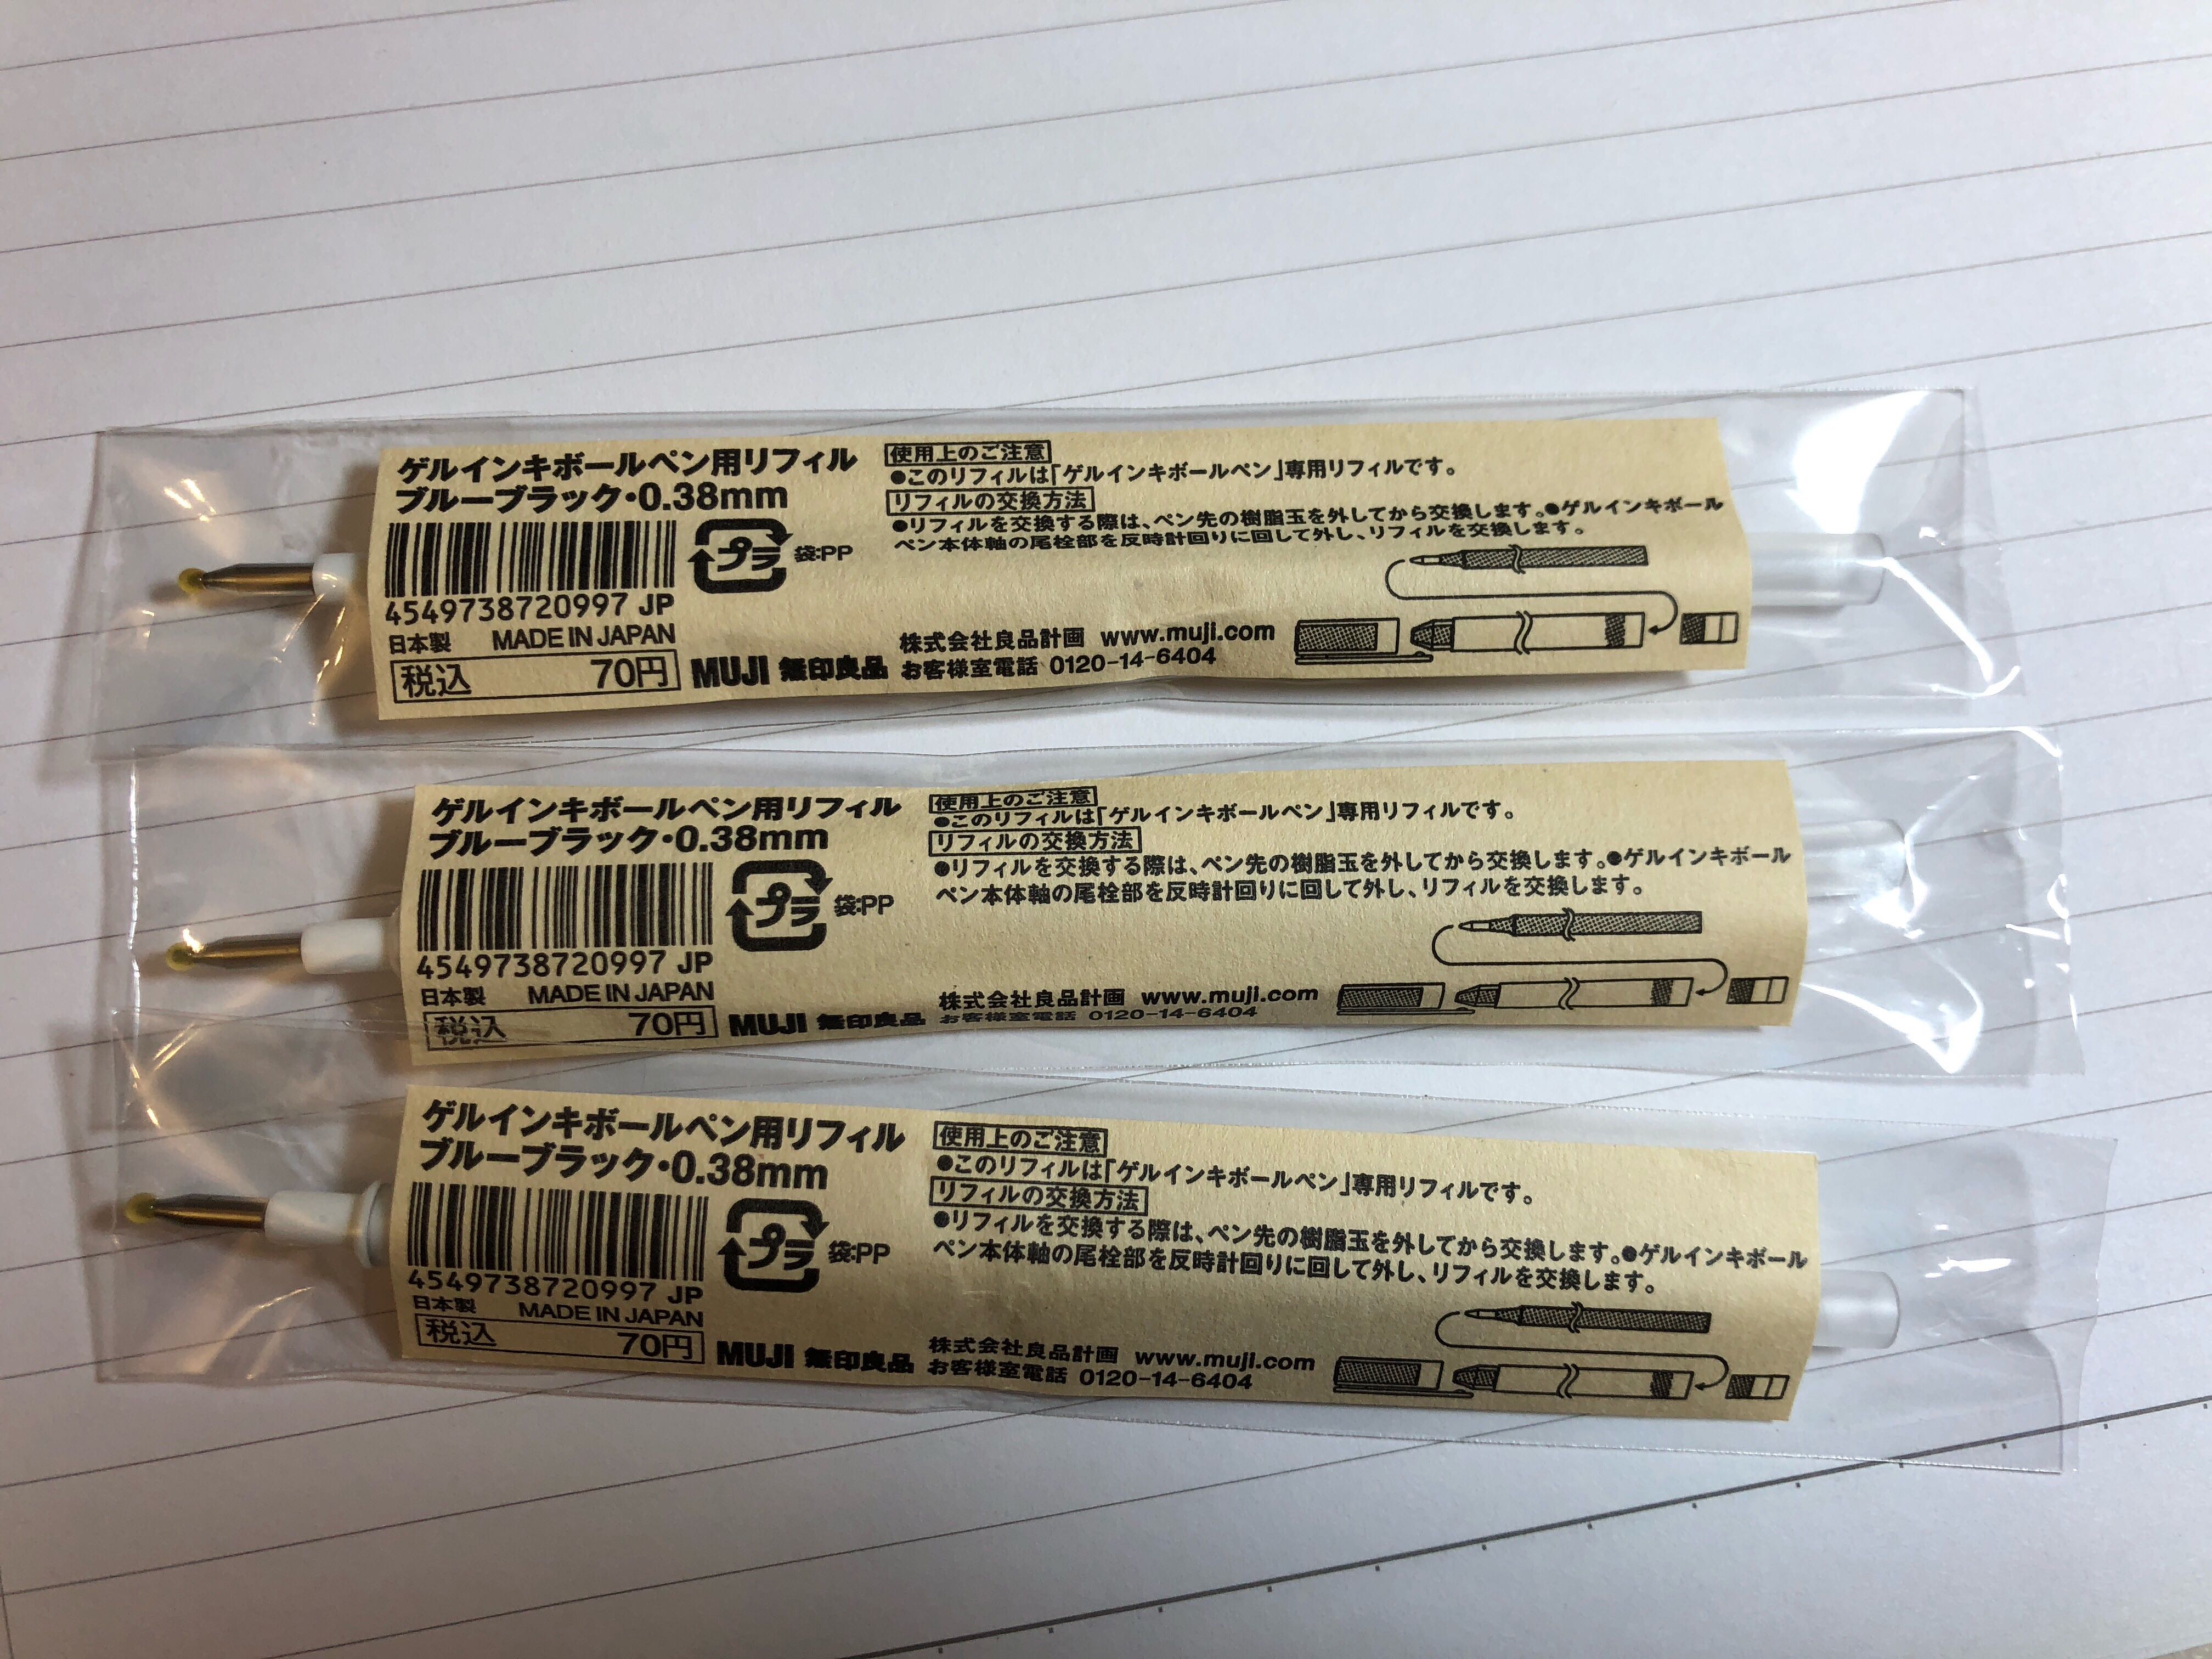 ゲルインキボールペン用リフィル
ブルーブラック・0.38mm
4549738720997 JP
プラ 袋:PP
日本製 MADE IN JAPAN
税込 70円
MUJI 無印良品
使用上のご注意
●このリフィルは「ゲルインキボールペン」専用リフィルです。
リフィルの交換方法
●リフィルを交換する際は、ペン先の樹脂玉を外してから交換します。●ゲルインキボール
ペン本体軸の尾栓部を反時計回りに回して外し、リフィルを交換します。
株式会社良品計画 www.muji.com
お客様室電話 0120-14-6404
ゲルインキボールペン用リフィル
ブルーブラック・0.38mm
4549738720997 JP
プラ 袋:PP
日本製 MADE IN JAPAN
税込 70円
MUJI 無印良品
使用上のご注意
●このリフィルは「ゲルインキボールペン」専用リフィルです。
リフィルの交換方法
●リフィルを交換する際は、ペン先の樹脂玉を外してから交換します。●ゲルインキボール
ペン本体軸の尾栓部を反時計回りに回して外し、リフィルを交換します。
株式会社良品計画 www.muji.com
お客様室電話 0120-14-6404
ゲルインキボールペン用リフィル
ブルーブラック・0.38mm
4549738720997 JP
プラ 袋:PP
日本製 MADE IN JAPAN
税込 70円
MUJI 無印良品
使用上のご注意
●このリフィルは「ゲルインキボールペン」専用リフィルです。
リフィルの交換方法
●リフィルを交換する際は、ペン先の樹脂玉を外してから交換します。●ゲルインキボール
ペン本体軸の尾栓部を反時計回りに回して外し、リフィルを交換します。
株式会社良品計画 www.muji.com
お客様室電話 0120-14-6404